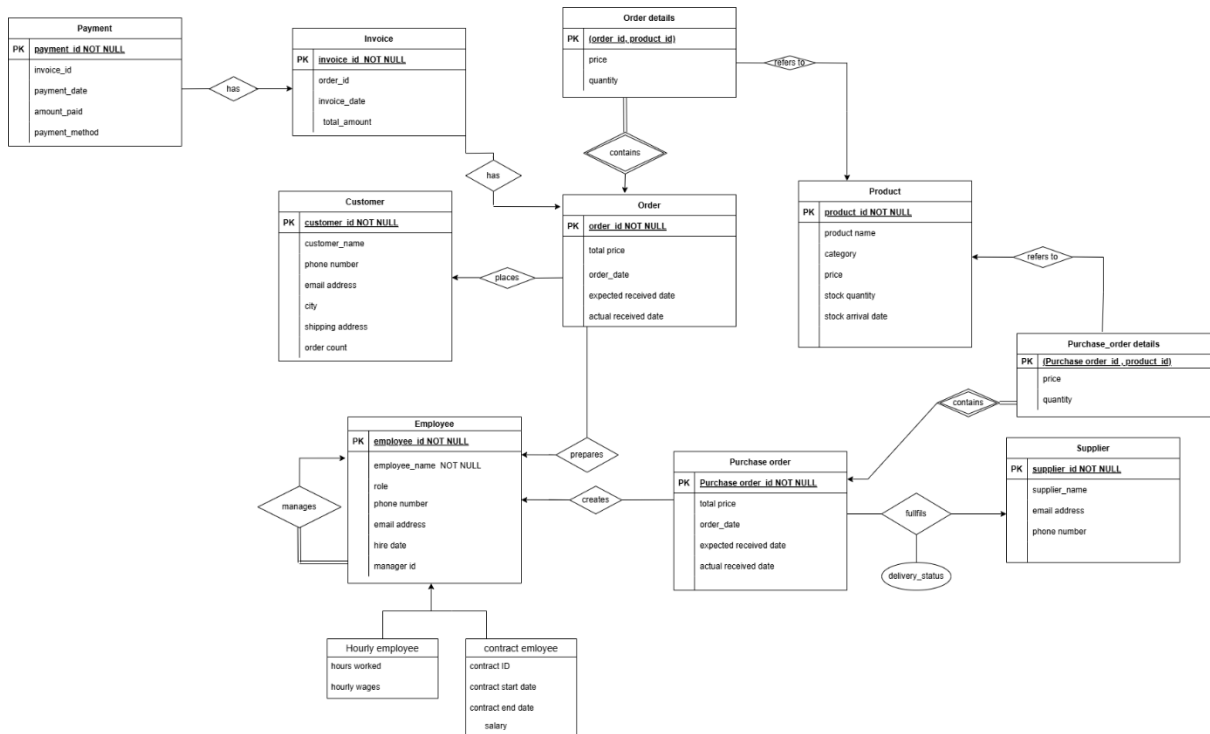 Payment
PK payment_id NOT NULL
invoice_id
payment_date
amount_paid
payment_method
has
Invoice
PK invoice_id NOT NULL
order_id
invoice_date
total_amount
has
Order details
PK (order_id, product_id)
price
quantity
refers to
contains
Customer
PK customer_id NOT NULL
customer_name
phone number
email address
city
shipping address
order count
places
Order
PK order_id NOT NULL
total price
order_date
expected received date
actual received date
Product
PK product_id NOT NULL
product name
category
price
stock quantity
stock arrival date
refers to
Purchase_order details
PK (Purchase order_id , product_id)
price
quantity
contains
Employee
PK employee_id NOT NULL
employee_name NOT NULL
role
phone number
email address
hire date
manager id
manages
prepares
creates
Purchase order
PK Purchase order_id NOT NULL
total price
order_date
expected received date
actual received date
fullfils
delivery_status
Supplier
PK supplier_id NOT NULL
supplier_name
email address
phone number
Hourly employee
hours worked
hourly wages
contract emloyee
contract ID
contract start date
contract end date
salary